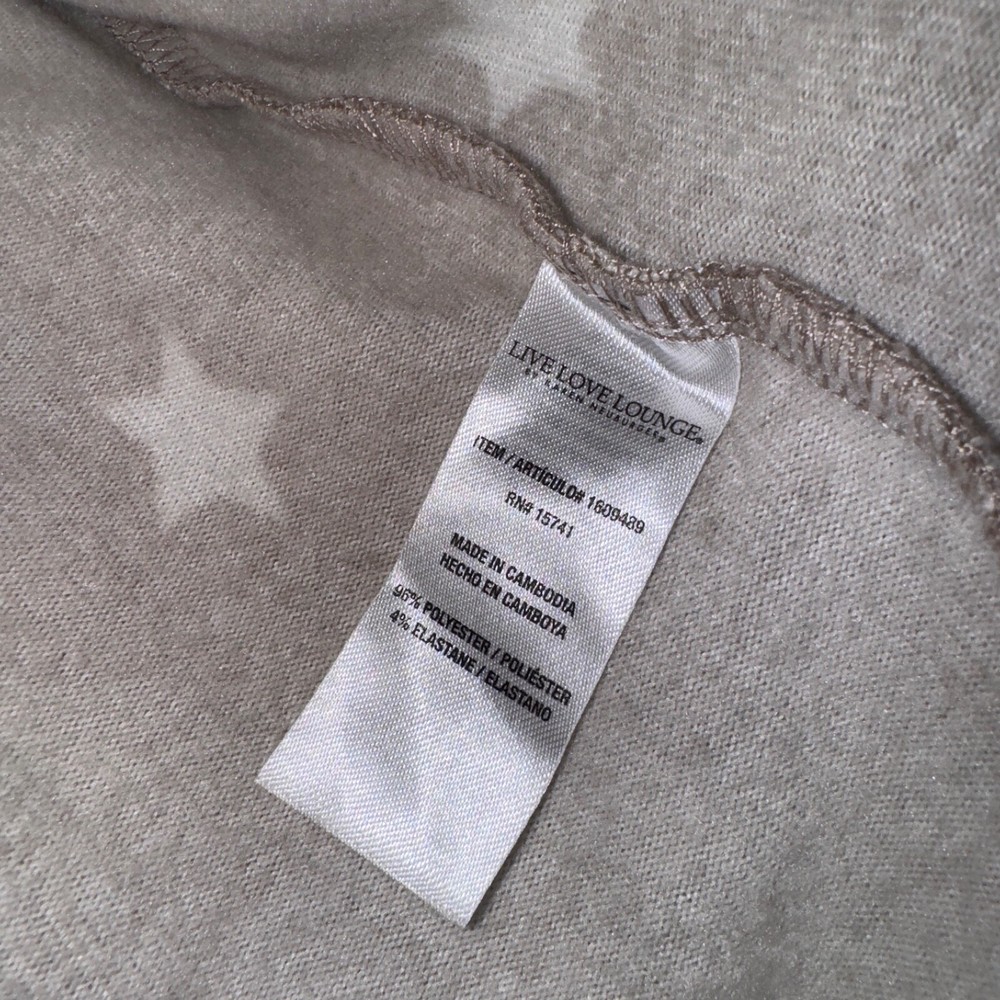 LIVE LOVE LOUNGE®
BY KAREN NEUBURGER
ITEM / ARTÍCULO# 1609489
RN# 15741
MADE IN CAMBODIA
HECHO EN CAMBOYA
96% POLYESTER / POLIÉSTER
4% ELASTANE / ELASTANO